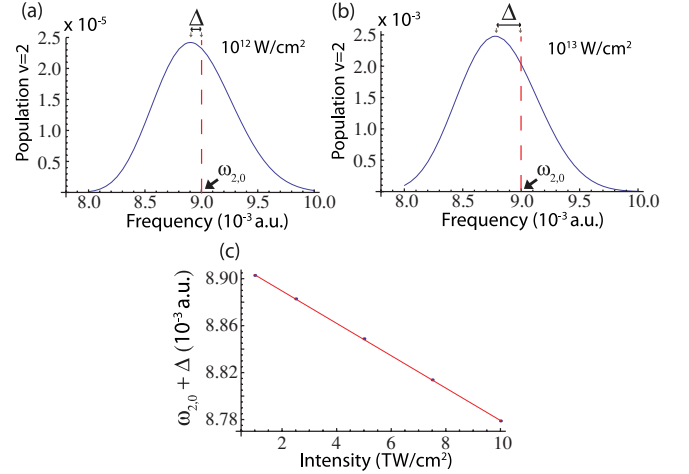 (a)
x 10⁻⁵
Δ
10¹² W/cm²
Population v=2
2.5
2.0
1.5
1.0
0.5
ω₂,₀
8.0 8.5 9.0 9.5 10.0
Frequency (10⁻³ a.u.)
(b)
x 10⁻³
Δ
10¹³ W/cm²
Population v=2
2.5
2.0
1.5
1.0
0.5
ω₂,₀
8.0 8.5 9.0 9.5 10.0
Frequency (10⁻³ a.u.)
(c)
ω₂,₀ + Δ (10⁻³ a.u.)
8.90
8.86
8.82
8.78
2 4 6 8 10
Intensity (TW/cm²)